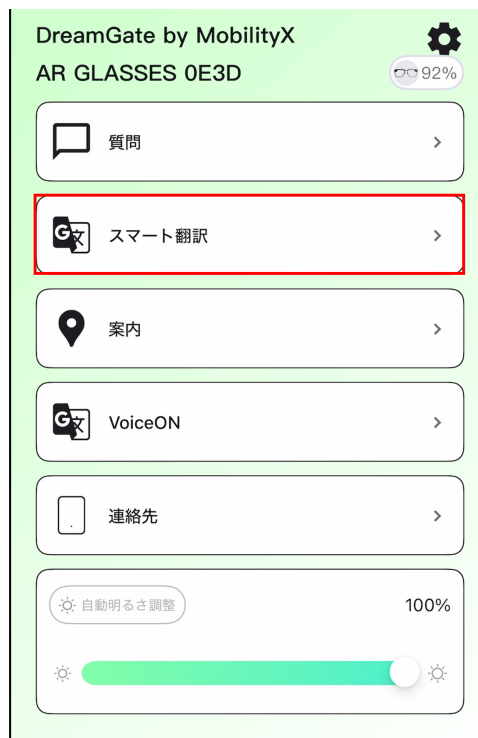 DreamGate by MobilityX
AR GLASSES 0E3D
92%
質問
スマート翻訳
案内
VoiceON
連絡先
自動明るさ調整
100%